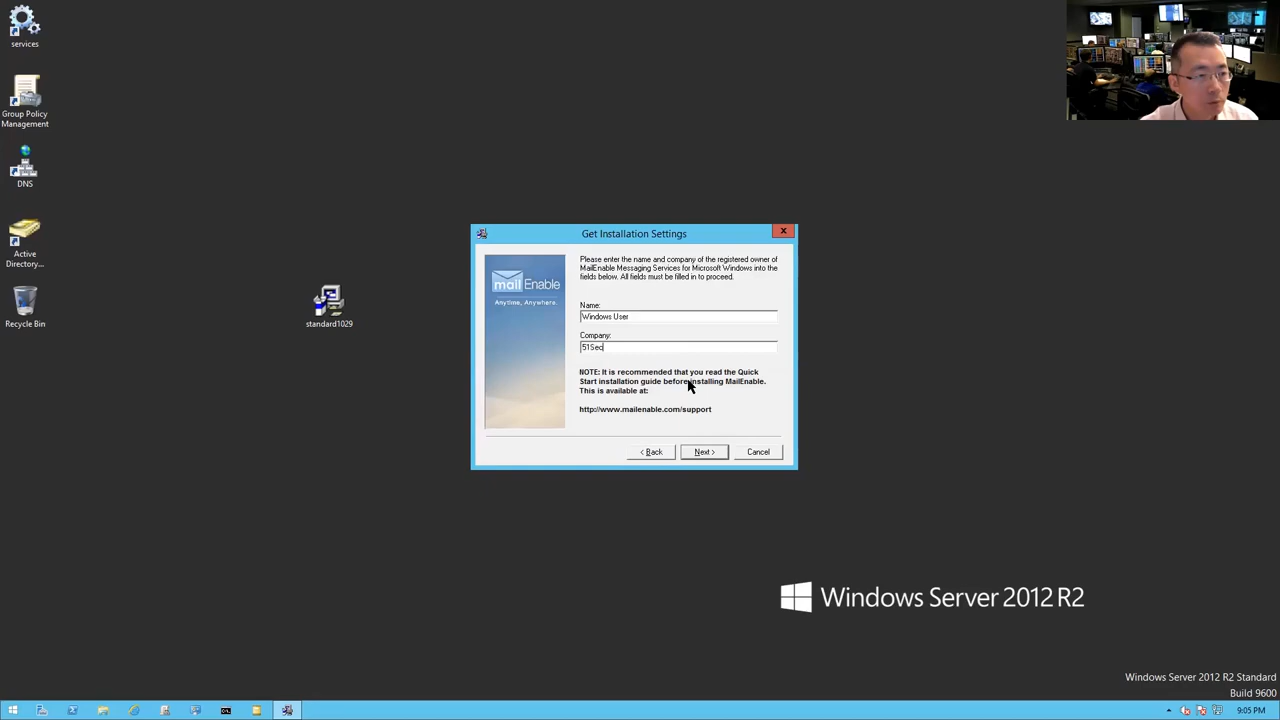 services
Group Policy
Management
DNS
Active
Directory...
Recycle Bin
standard1029
Get Installation Settings
X
mailEnable
Anytime, Anywhere.
Please enter the name and company of the registered owner of
MailEnable Messaging Services for Microsoft Windows into the
fields below. All fields must be filled in to proceed.
Name:
Windows User
Company:
51Sec
NOTE: It is recommended that you read the Quick
Start installation guide before installing MailEnable.
This is available at:
http://www.mailenable.com/support
< Back
Next >
Cancel
Windows Server 2012 R2
Windows Server 2012 R2 Standard
Build 9600
9:05 PM